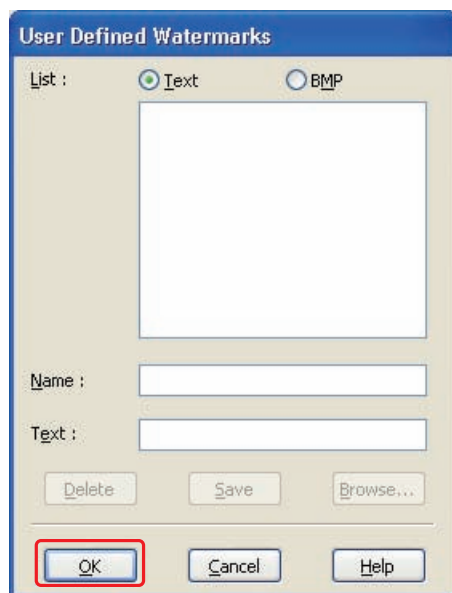 User Defined Watermarks
List : Text BMP
Name :
Text :
Delete Save Browse...
OK Cancel Help